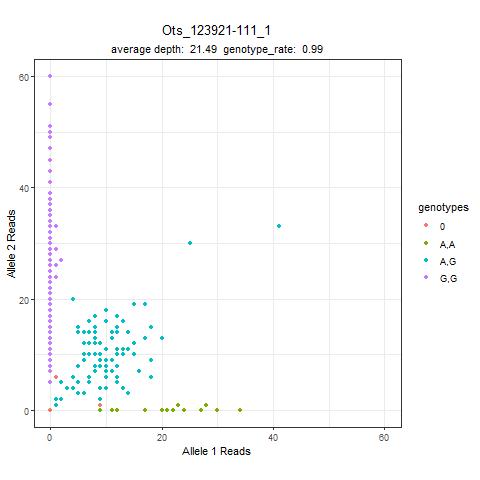 Ots_123921-111_1
average depth: 21.49 genotype_rate: 0.99
60
40
20
0
Allele 2 Reads
0 20 40 60
Allele 1 Reads
genotypes
0
A,A
A,G
G,G